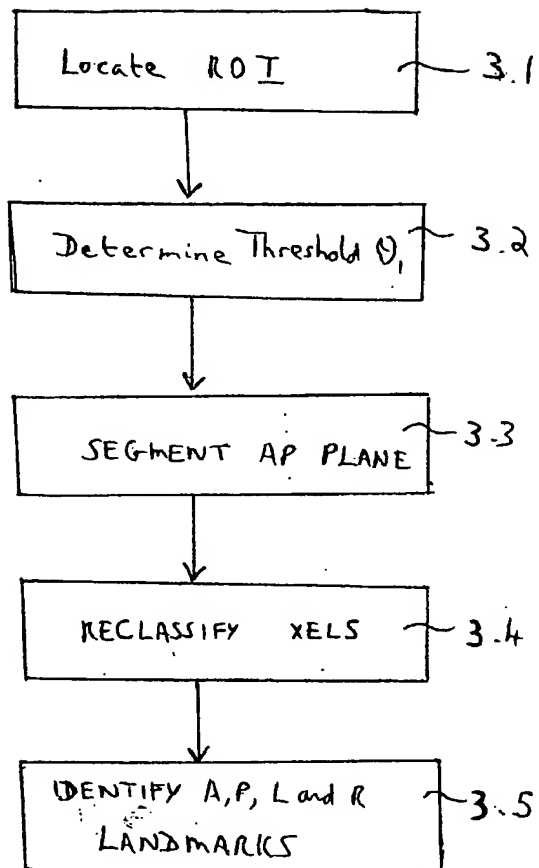 Locate ROI
3.1
Determine Threshold θ₁
3.2
SEGMENT AP PLANE
3.3
RECLASSIFY XELS
3.4
IDENTIFY A,P, L and R
LANDMARKS
3.5